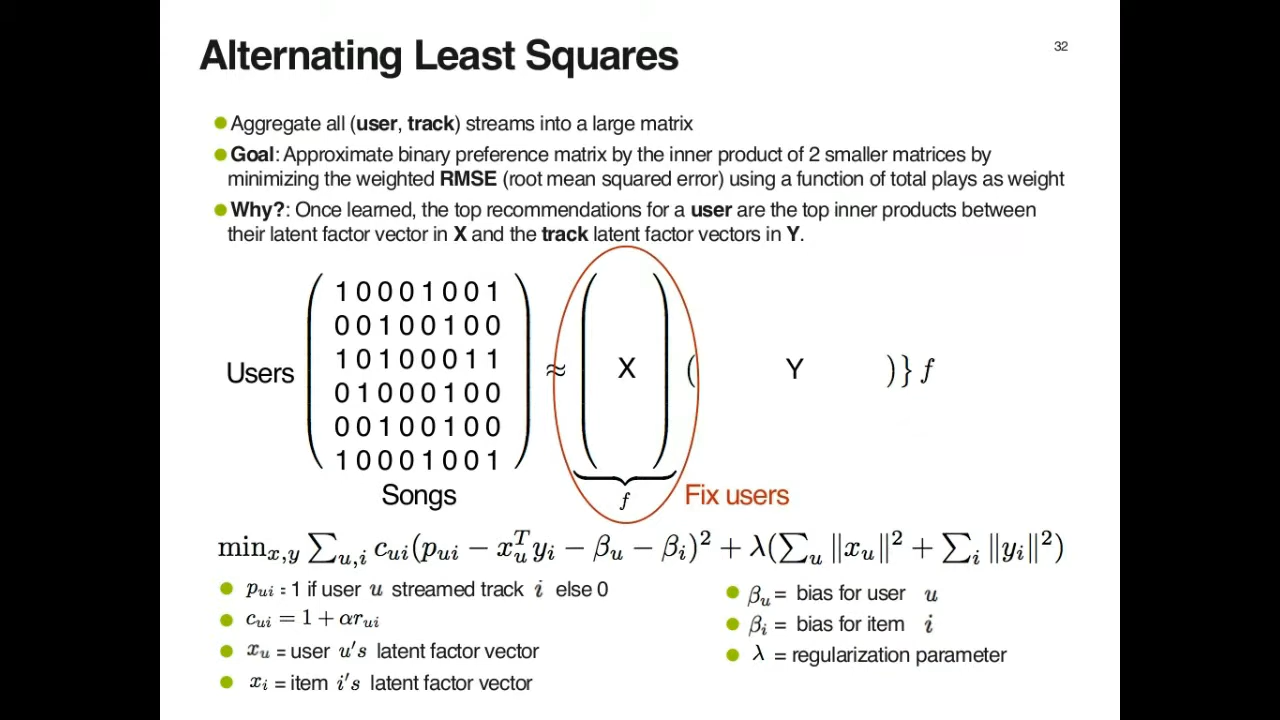 Alternating Least Squares
32
Aggregate all (user, track) streams into a large matrix
Goal: Approximate binary preference matrix by the inner product of 2 smaller matrices by
minimizing the weighted RMSE (root mean squared error) using a function of total plays as weight
Why?: Once learned, the top recommendations for a user are the top inner products between
their latent factor vector in X and the track latent factor vectors in Y.
1 0 0 0 1 0 0 1
0 0 1 0 0 1 0 0
1 0 1 0 0 0 1 1
Users ≈ X ( Y ) } f
0 1 0 0 0 1 0 0
0 0 1 0 0 1 0 0
1 0 0 0 1 0 0 1
Songs f Fix users
min_{x,y} ∑_{u,i} c_{ui}(p_{ui} − x_u^T y_i − β_u − β_i)² + λ(∑_u ‖x_u‖² + ∑_i ‖y_i‖²)
p_{ui} : 1 if user u streamed track i else 0
c_{ui} = 1 + αr_{ui}
x_u = user u's latent factor vector
x_i = item i's latent factor vector
β_u = bias for user u
β_i = bias for item i
λ = regularization parameter